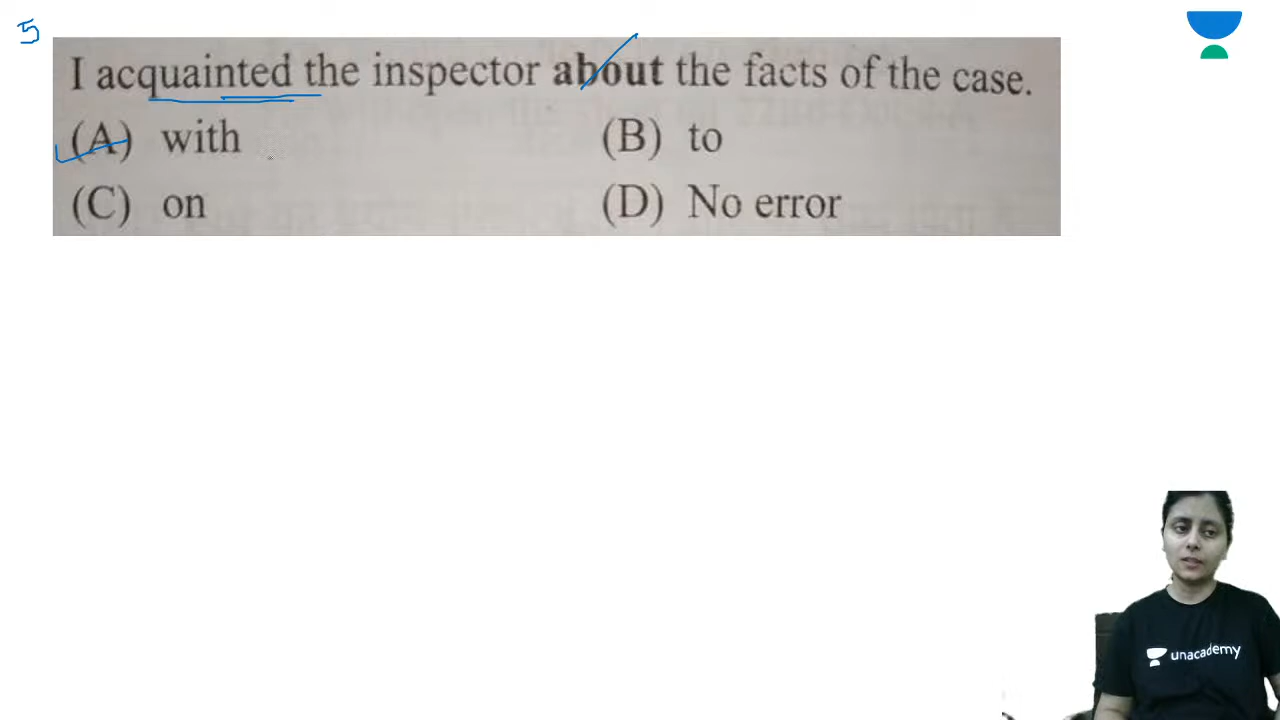 5
I acquainted the inspector about the facts of the case.
(A) with
(B) to
(C) on
(D) No error
unacademy